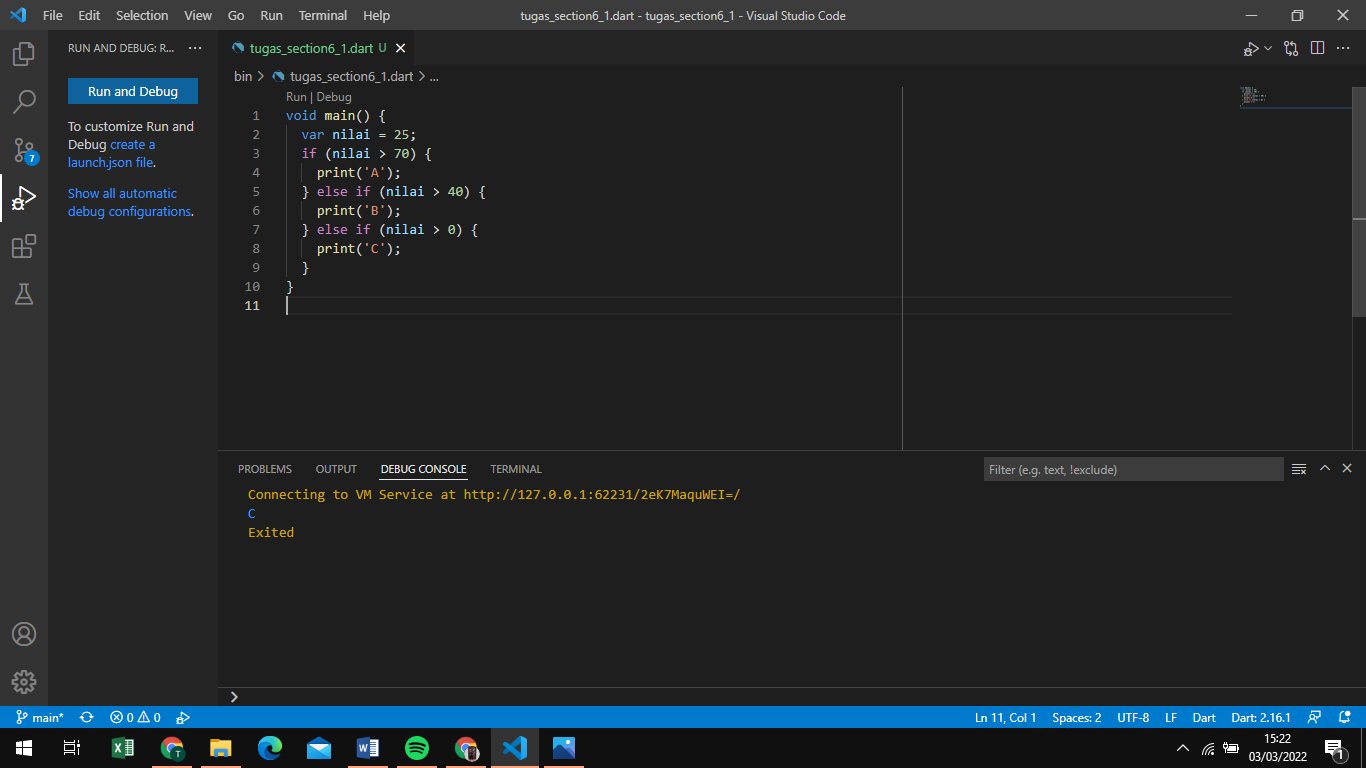 File Edit Selection View Go Run Terminal Help tugas_section6_1.dart - tugas_section6_1 - Visual Studio Code
RUN AND DEBUG: R... ···
tugas_section6_1.dart U
bin > tugas_section6_1.dart > ...
Run and Debug
To customize Run and
Debug create a
launch.json file.
Show all automatic
debug configurations.
7
Run | Debug
1 void main() {
2 var nilai = 25;
3 if (nilai > 70) {
4 print('A');
5 } else if (nilai > 40) {
6 print('B');
7 } else if (nilai > 0) {
8 print('C');
9 }
10 }
11
PROBLEMS OUTPUT DEBUG CONSOLE TERMINAL Filter (e.g. text, !exclude)
Connecting to VM Service at http://127.0.0.1:62231/2eK7MaquWEI=/
C
Exited
>
main* 0 0 Ln 11, Col 1 Spaces: 2 UTF-8 LF Dart Dart: 2.16.1
T
15:22
03/03/2022
1